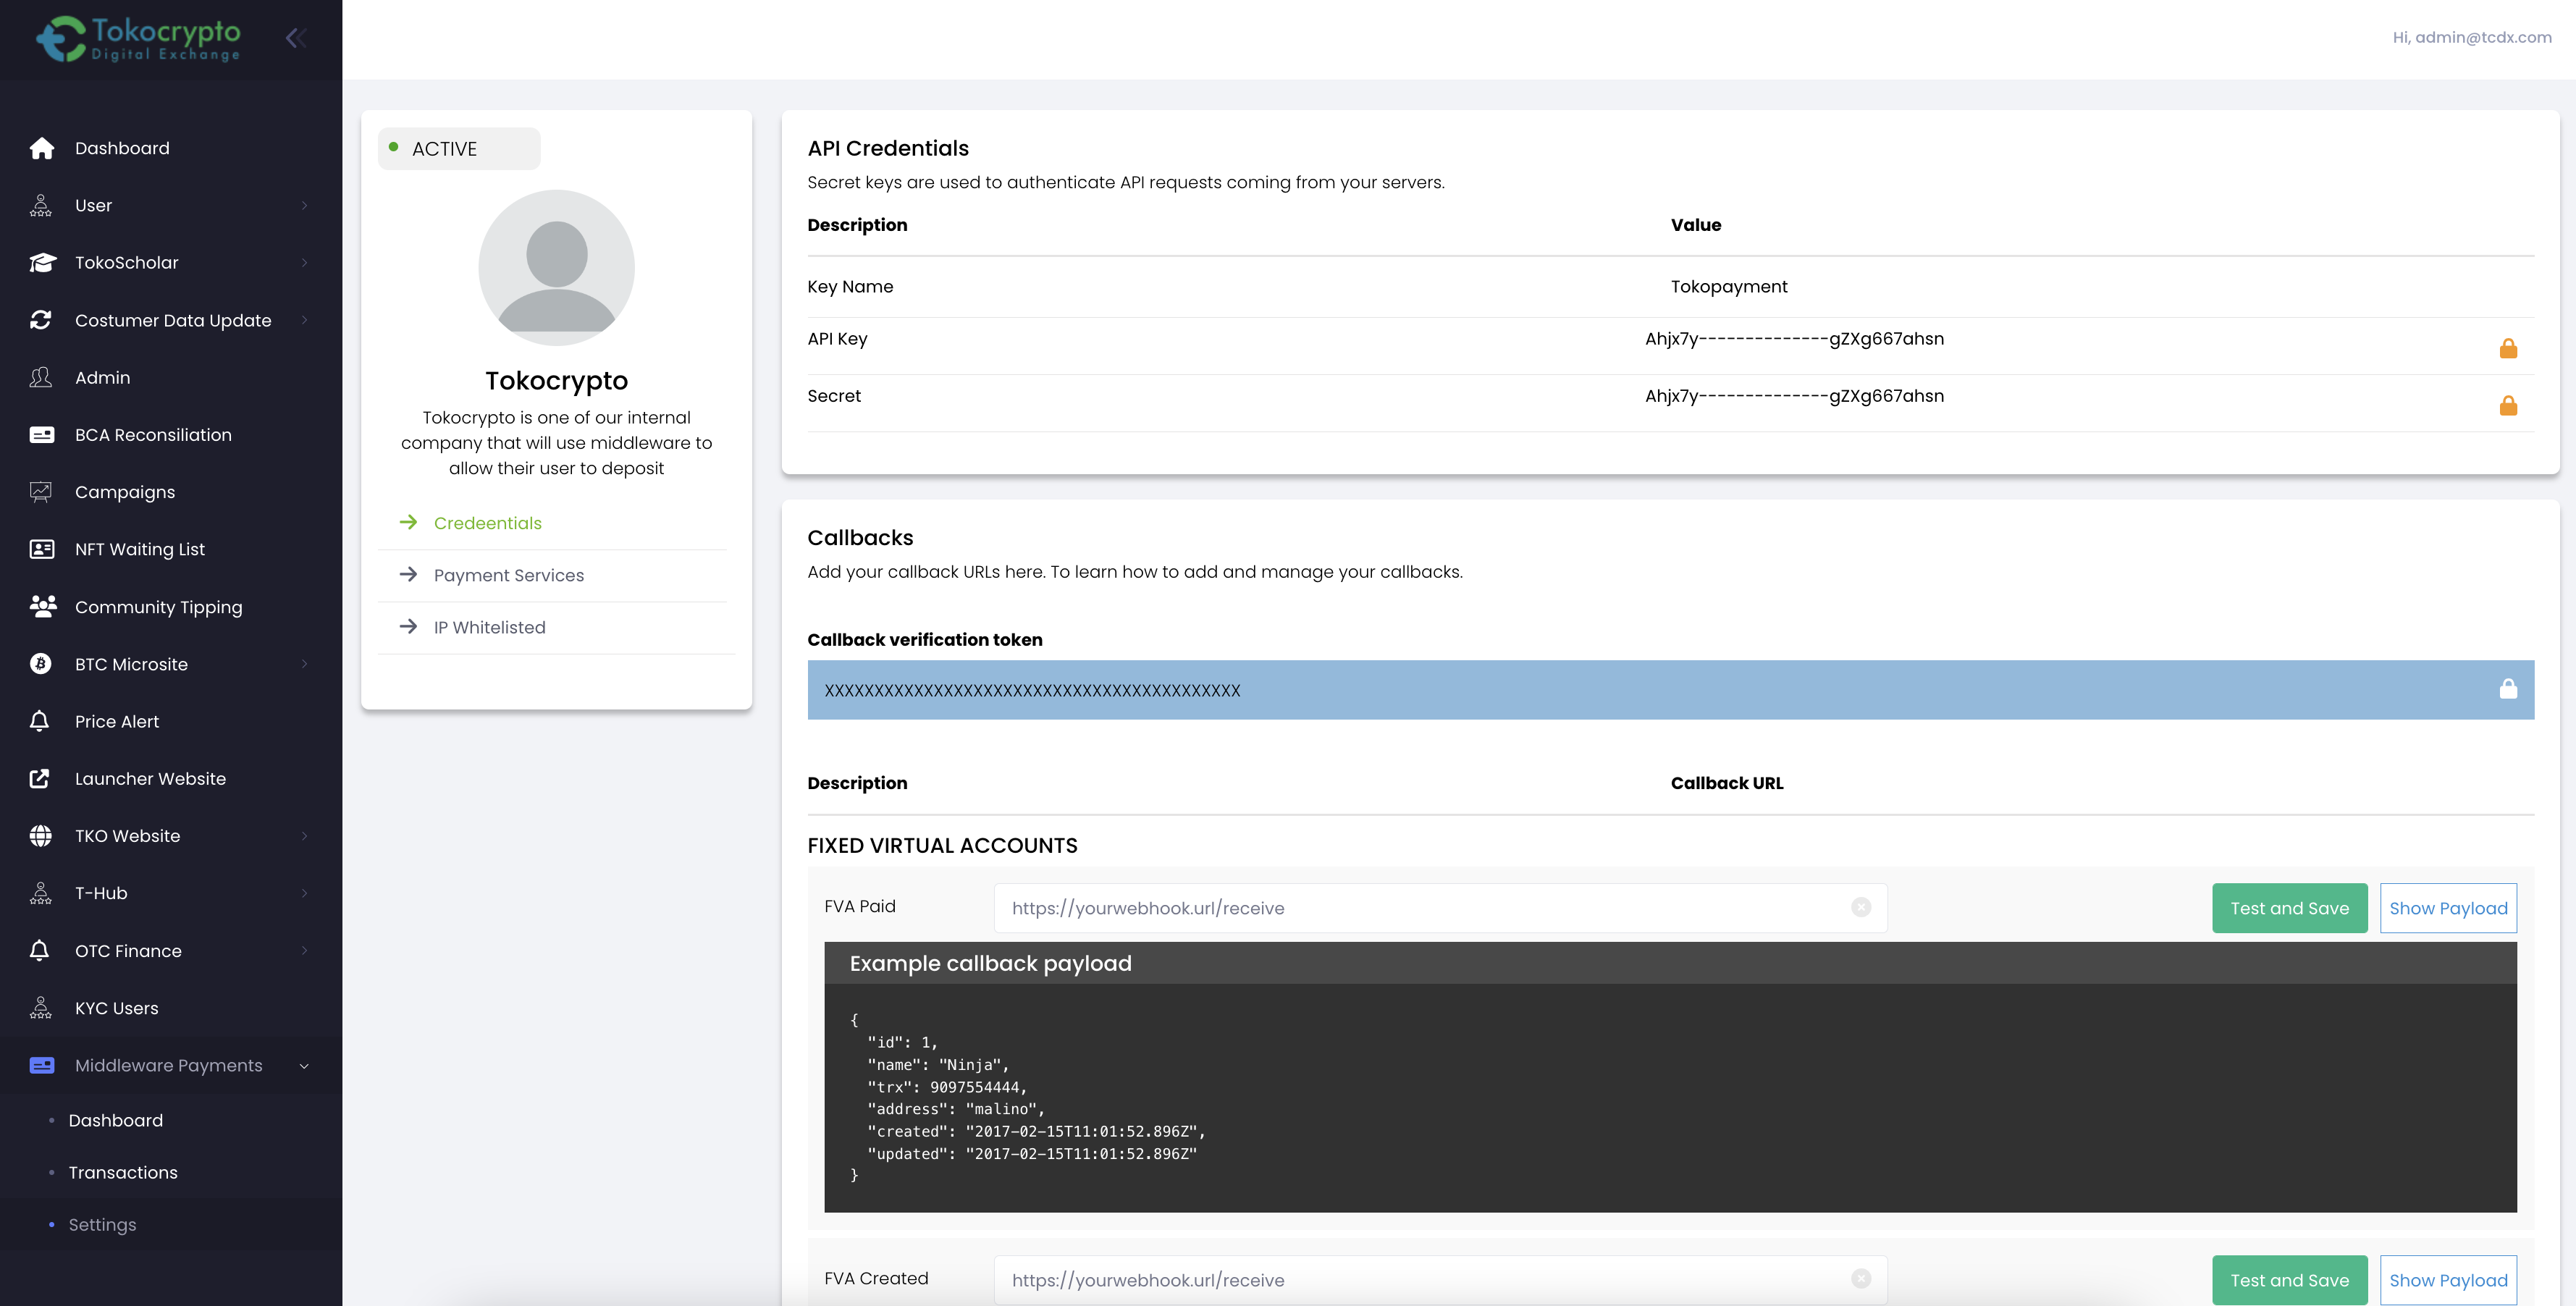 Tokocrypto
Digital Exchange
Hi, admin@tcdx.com
Dashboard
User
TokoScholar
Costumer Data Update
Admin
BCA Reconsiliation
Campaigns
NFT Waiting List
Community Tipping
BTC Microsite
Price Alert
Launcher Website
TKO Website
T-Hub
OTC Finance
KYC Users
Middleware Payments
Dashboard
Transactions
Settings
ACTIVE
Tokocrypto
Tokocrypto is one of our internal
company that will use middleware to
allow their user to deposit
Credeentials
Payment Services
IP Whitelisted
API Credentials
Secret keys are used to authenticate API requests coming from your servers.
Description Value
Key Name Tokopayment
API Key Ahjx7y--------------gZXg667ahsn
Secret Ahjx7y--------------gZXg667ahsn
Callbacks
Add your callback URLs here. To learn how to add and manage your callbacks.
Callback verification token
XXXXXXXXXXXXXXXXXXXXXXXXXXXXXXXXXXXXXXXXXX
Description Callback URL
FIXED VIRTUAL ACCOUNTS
FVA Paid https://yourwebhook.url/receive Test and Save Show Payload
Example callback payload
{
"id": 1,
"name": "Ninja",
"trx": 9097554444,
"address": "malino",
"created": "2017-02-15T11:01:52.896Z",
"updated": "2017-02-15T11:01:52.896Z"
}
FVA Created https://yourwebhook.url/receive Test and Save Show Payload